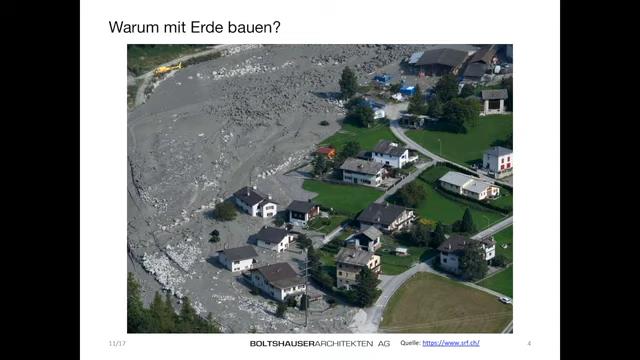 Warum mit Erde bauen?
11/17
BOLTSHAUSERARCHITEKTEN AG
Quelle: https://www.srf.ch/
4